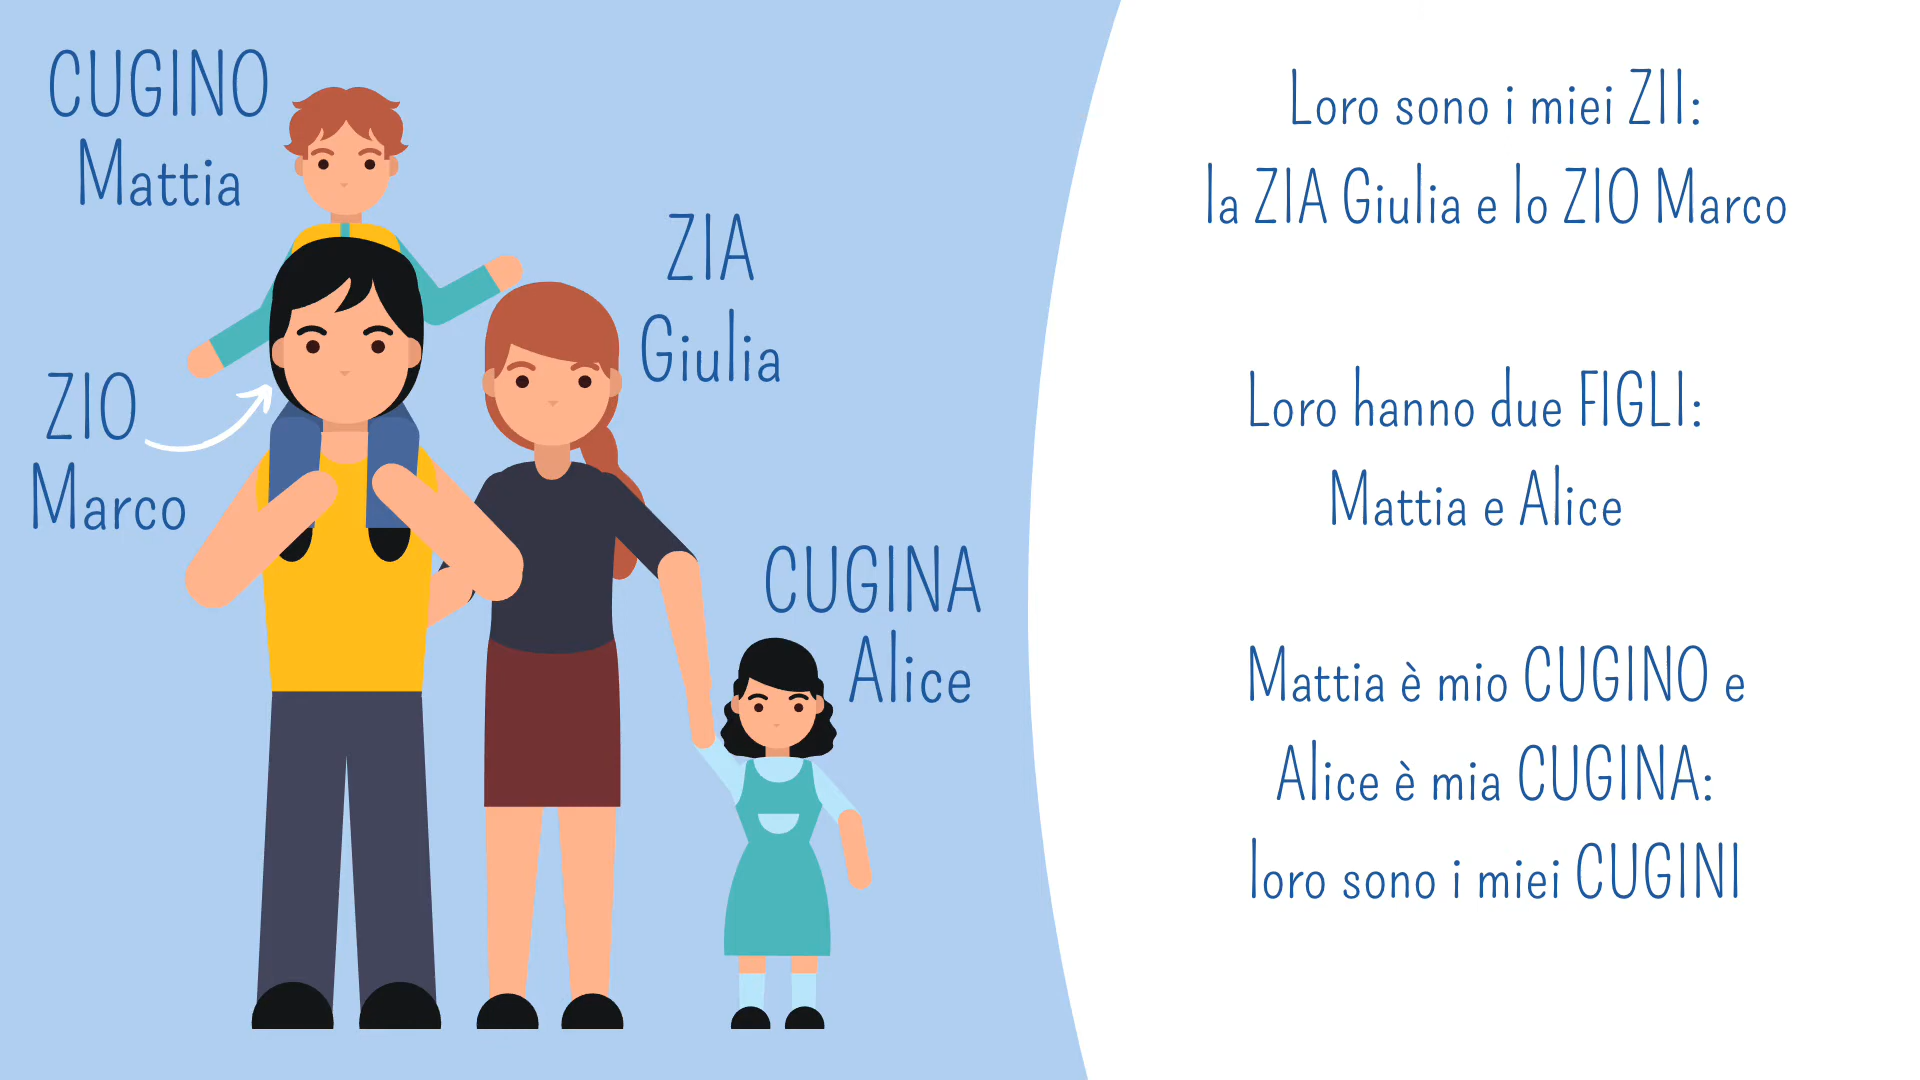 CUGINO
Mattia
ZIA
Giulia
ZIO
Marco
CUGINA
Alice
Loro sono i miei ZII:
la ZIA Giulia e lo ZIO Marco
Loro hanno due FIGLI:
Mattia e Alice
Mattia è mio CUGINO e
Alice è mia CUGINA:
loro sono i miei CUGINI